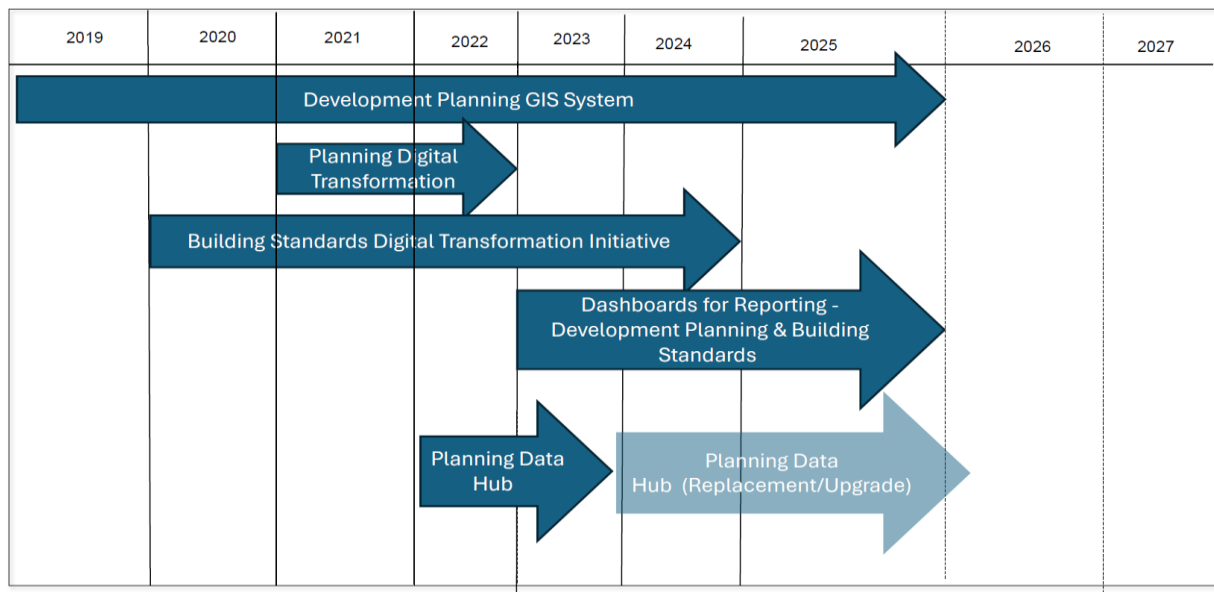 2019
2020
2021
2022
2023
2024
2025
2026
2027
Development Planning GIS System
Planning Digital
Transformation
Building Standards Digital Transformation Initiative
Dashboards for Reporting -
Development Planning & Building
Standards
Planning Data
Hub
Planning Data
Hub (Replacement/Upgrade)